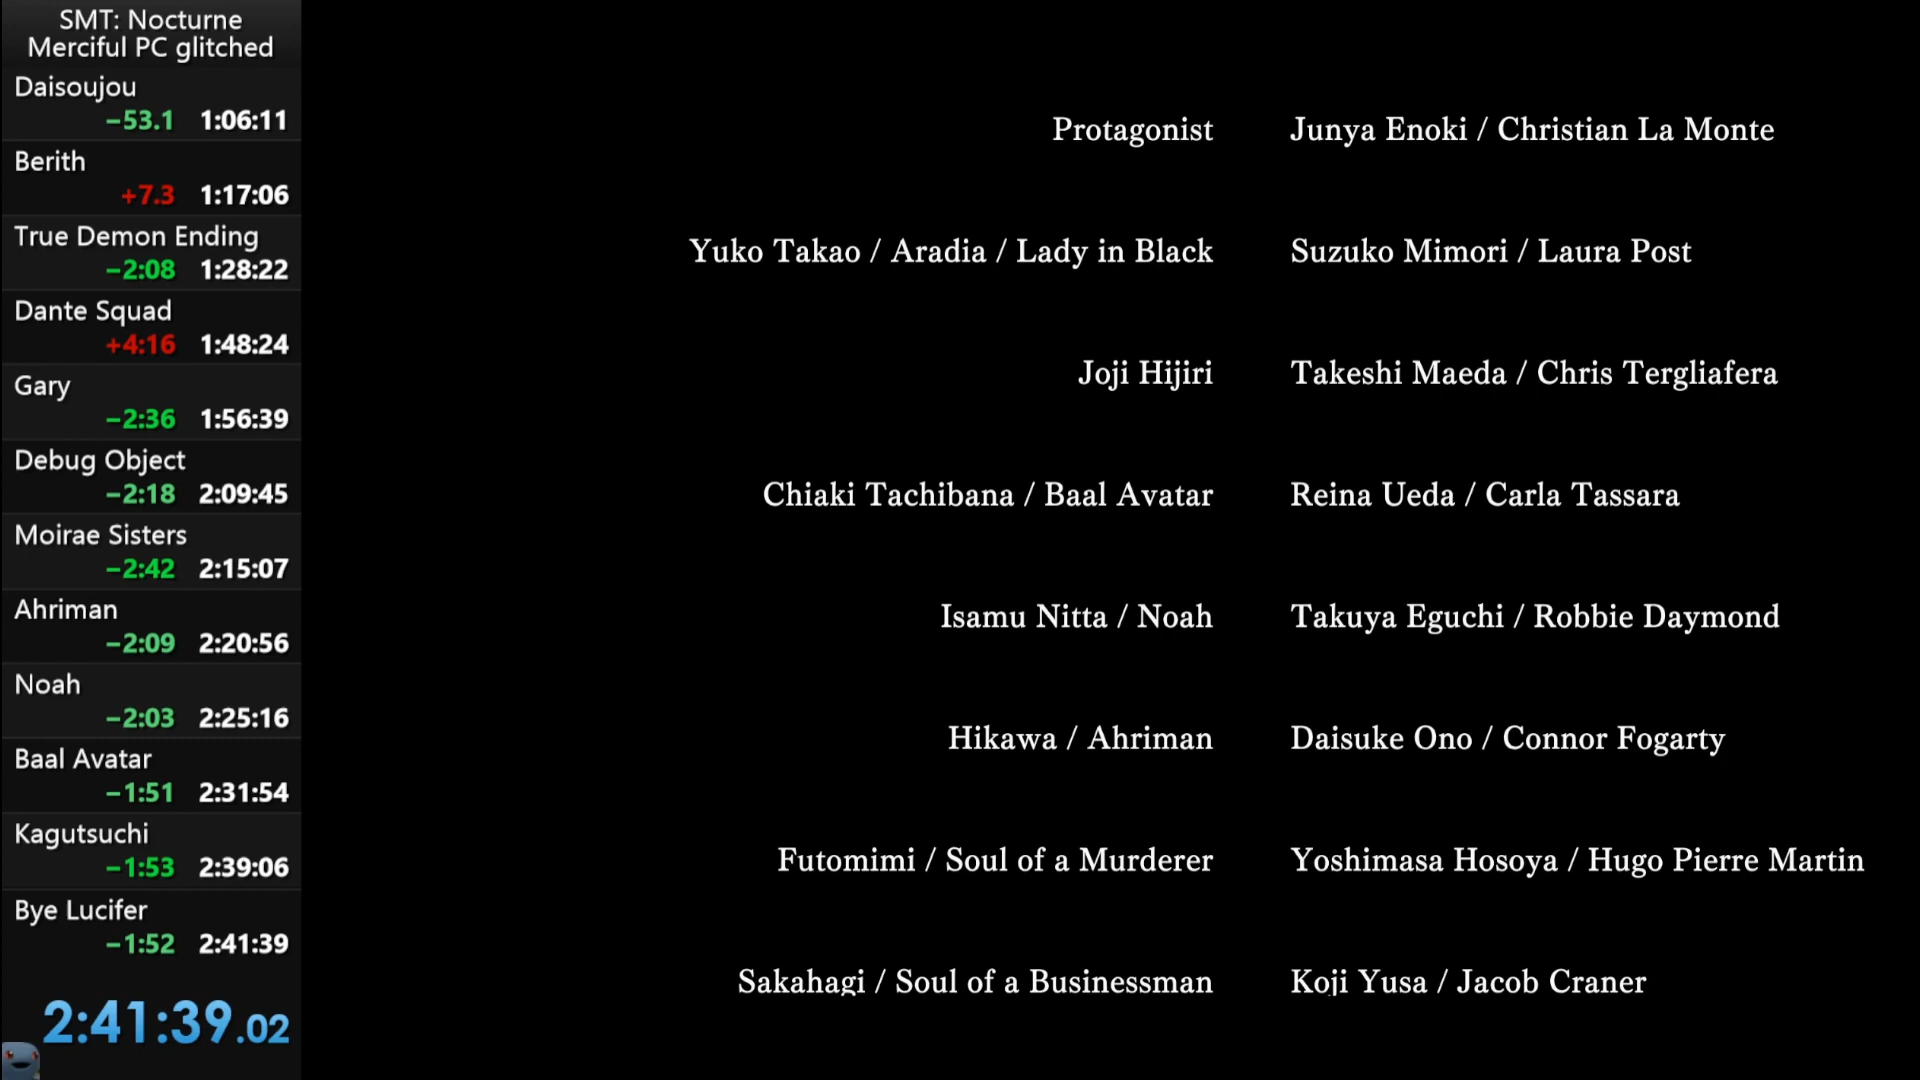 SMT: Nocturne
Merciful PC glitched
Daisoujou
−53.1 1:06:11
Berith
+7.3 1:17:06
True Demon Ending
−2:08 1:28:22
Dante Squad
+4:16 1:48:24
Gary
−2:36 1:56:39
Debug Object
−2:18 2:09:45
Moirae Sisters
−2:42 2:15:07
Ahriman
−2:09 2:20:56
Noah
−2:03 2:25:16
Baal Avatar
−1:51 2:31:54
Kagutsuchi
−1:53 2:39:06
Bye Lucifer
−1:52 2:41:39
2:41:39.02
Protagonist Junya Enoki / Christian La Monte
Yuko Takao / Aradia / Lady in Black Suzuko Mimori / Laura Post
Joji Hijiri Takeshi Maeda / Chris Tergliafera
Chiaki Tachibana / Baal Avatar Reina Ueda / Carla Tassara
Isamu Nitta / Noah Takuya Eguchi / Robbie Daymond
Hikawa / Ahriman Daisuke Ono / Connor Fogarty
Futomimi / Soul of a Murderer Yoshimasa Hosoya / Hugo Pierre Martin
Sakahagi / Soul of a Businessman Koji Yusa / Jacob Craner